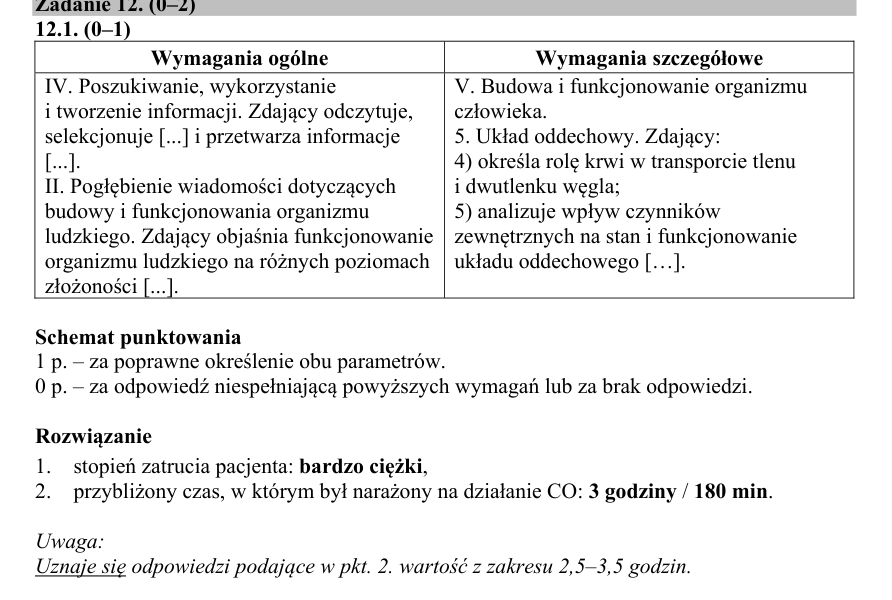 Zadanie 12. (0–2)
12.1. (0–1)
Wymagania ogólne
IV. Poszukiwanie, wykorzystanie
i tworzenie informacji. Zdający odczytuje,
selekcjonuje [...] i przetwarza informacje
[...].
II. Pogłębienie wiadomości dotyczących
budowy i funkcjonowania organizmu
ludzkiego. Zdający objaśnia funkcjonowanie
organizmu ludzkiego na różnych poziomach
złożoności [...].
Wymagania szczegółowe
V. Budowa i funkcjonowanie organizmu
człowieka.
5. Układ oddechowy. Zdający:
4) określa rolę krwi w transporcie tlenu
i dwutlenku węgla;
5) analizuje wpływ czynników
zewnętrznych na stan i funkcjonowanie
układu oddechowego […].
Schemat punktowania
1 p. – za poprawne określenie obu parametrów.
0 p. – za odpowiedź niespełniającą powyższych wymagań lub za brak odpowiedzi.
Rozwiązanie
1. stopień zatrucia pacjenta: bardzo ciężki,
2. przybliżony czas, w którym był narażony na działanie CO: 3 godziny / 180 min.
Uwaga:
Uznaje się odpowiedzi podające w pkt. 2. wartość z zakresu 2,5–3,5 godzin.